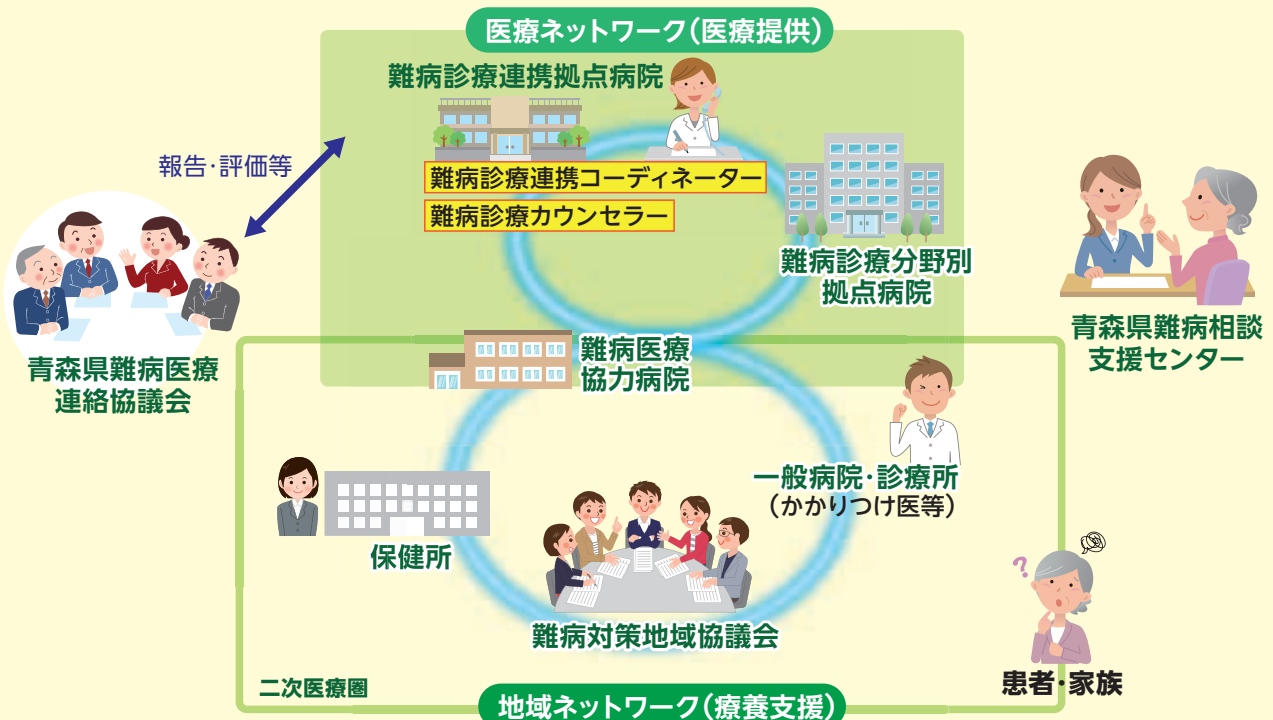 医療ネットワーク(医療提供)
難病診療連携拠点病院
報告・評価等
難病診療連携コーディネーター
難病診療カウンセラー
難病診療分野別
拠点病院
青森県難病相談
支援センター
青森県難病医療
連絡協議会
難病医療
協力病院
一般病院・診療所
(かかりつけ医等)
保健所
難病対策地域協議会
?
患者・家族
二次医療圏
地域ネットワーク(療養支援)